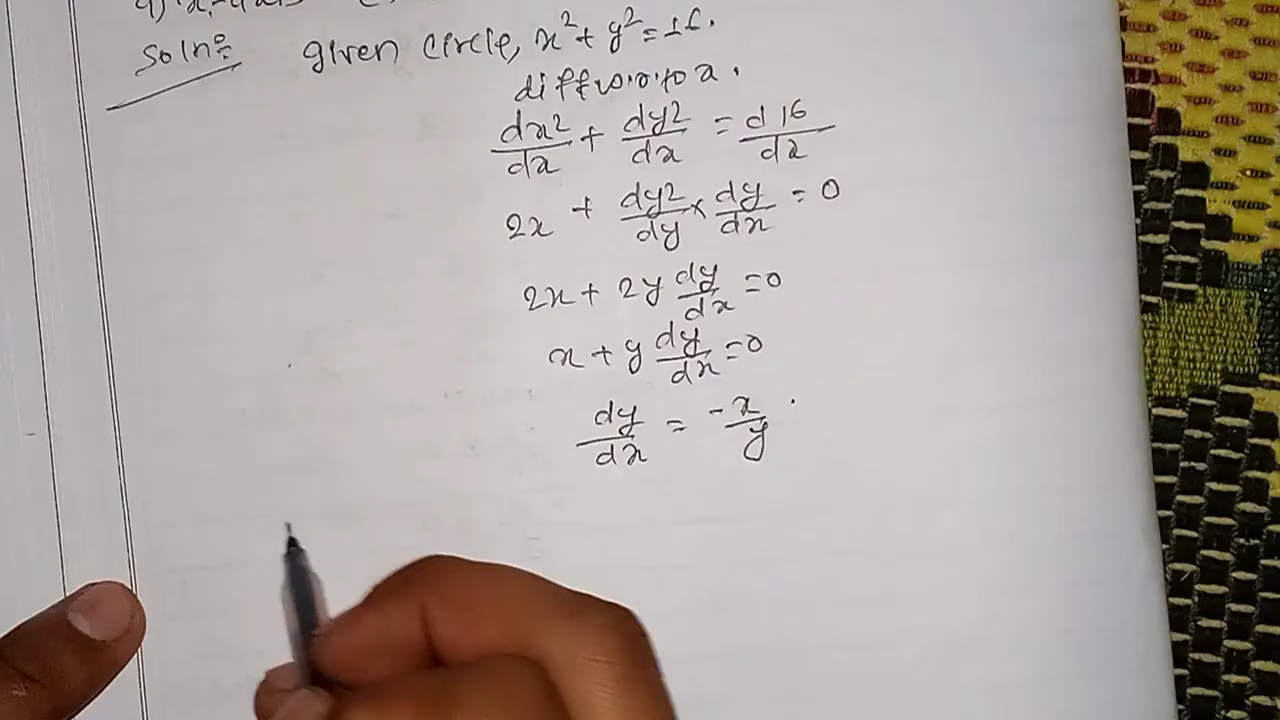 Soln:
given circle, x² + y² = 16.
diff w.r.to x.
dx²/dx + dy²/dx = d16/dx
2x + dy²/dy × dy/dx = 0
2x + 2y dy/dx = 0
x + y dy/dx = 0
dy/dx = -x/y.